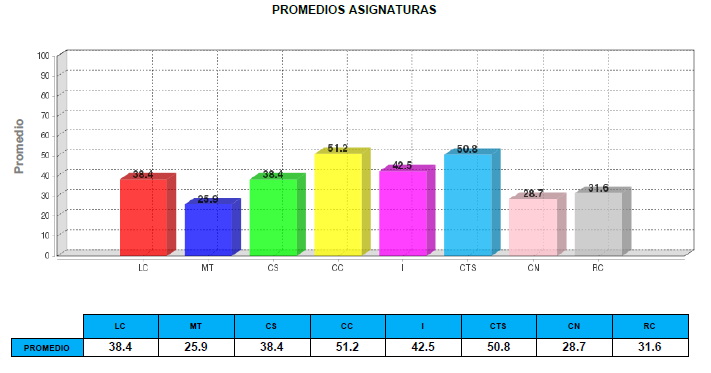 PROMEDIOS ASIGNATURAS
100
90
80
70
60
50
40
30
20
10
0
Promedio
38.4 25.9 38.4 51.2 42.5 50.8 28.7 31.6
LC MT CS CC I CTS CN RC
LC MT CS CC I CTS CN RC
PROMEDIO 38.4 25.9 38.4 51.2 42.5 50.8 28.7 31.6